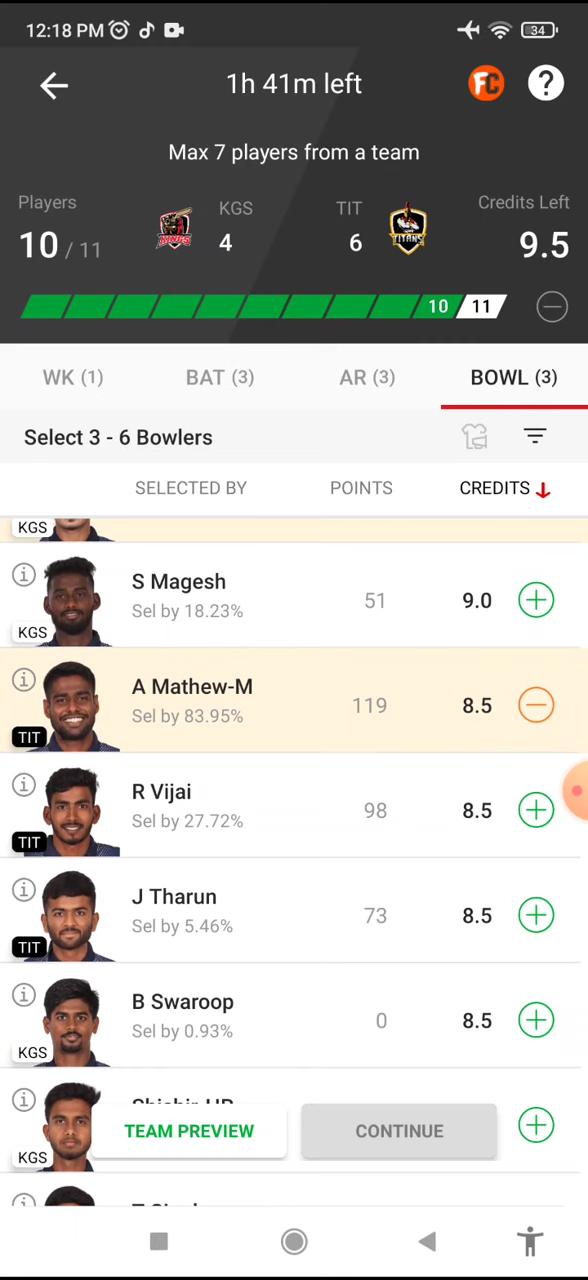 12:18 PM
34
1h 41m left
FC
?
Max 7 players from a team
Players
KGS
TIT
Credits Left
10 / 11
KINGS
4
6
TITANS
9.5
10
11
WK (1)
BAT (3)
AR (3)
BOWL (3)
Select 3 - 6 Bowlers
SELECTED BY
POINTS
CREDITS
KGS
S Magesh
Sel by 18.23%
51
9.0
KGS
A Mathew-M
Sel by 83.95%
119
8.5
TIT
R Vijai
Sel by 27.72%
98
8.5
TIT
J Tharun
Sel by 5.46%
73
8.5
TIT
B Swaroop
Sel by 0.93%
0
8.5
KGS
TEAM PREVIEW
CONTINUE
KGS